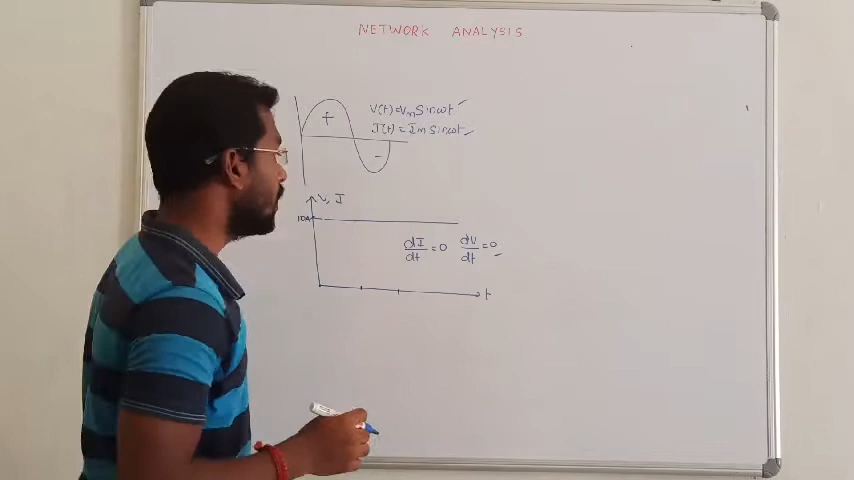 NETWORK ANALYSIS
+
V(t)=Vm Sinωt
I(t)=Im Sinωt
-
V, I
10A
dI/dt=0 dV/dt=0
t